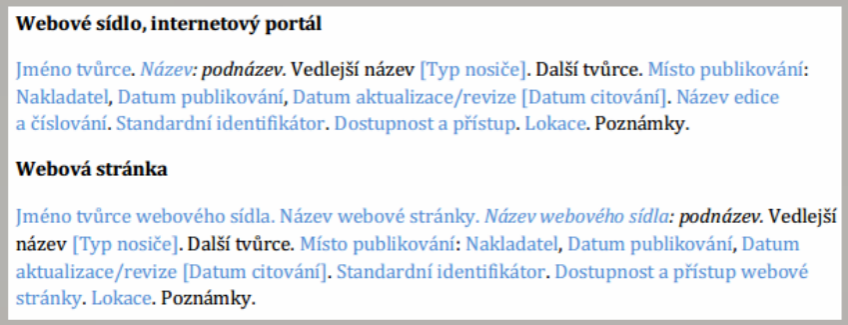 Webové sídlo, internetový portál
Jméno tvůrce. Název: podnázev. Vedlejší název [Typ nosiče]. Další tvůrce. Místo publikování:
Nakladatel, Datum publikování, Datum aktualizace/revize [Datum citování]. Název edice
a číslování. Standardní identifikátor. Dostupnost a přístup. Lokace. Poznámky.
Webová stránka
Jméno tvůrce webového sídla. Název webové stránky. Název webového sídla: podnázev. Vedlejší
název [Typ nosiče]. Další tvůrce. Místo publikování: Nakladatel, Datum publikování, Datum
aktualizace/revize [Datum citování]. Standardní identifikátor. Dostupnost a přístup webové
stránky. Lokace. Poznámky.